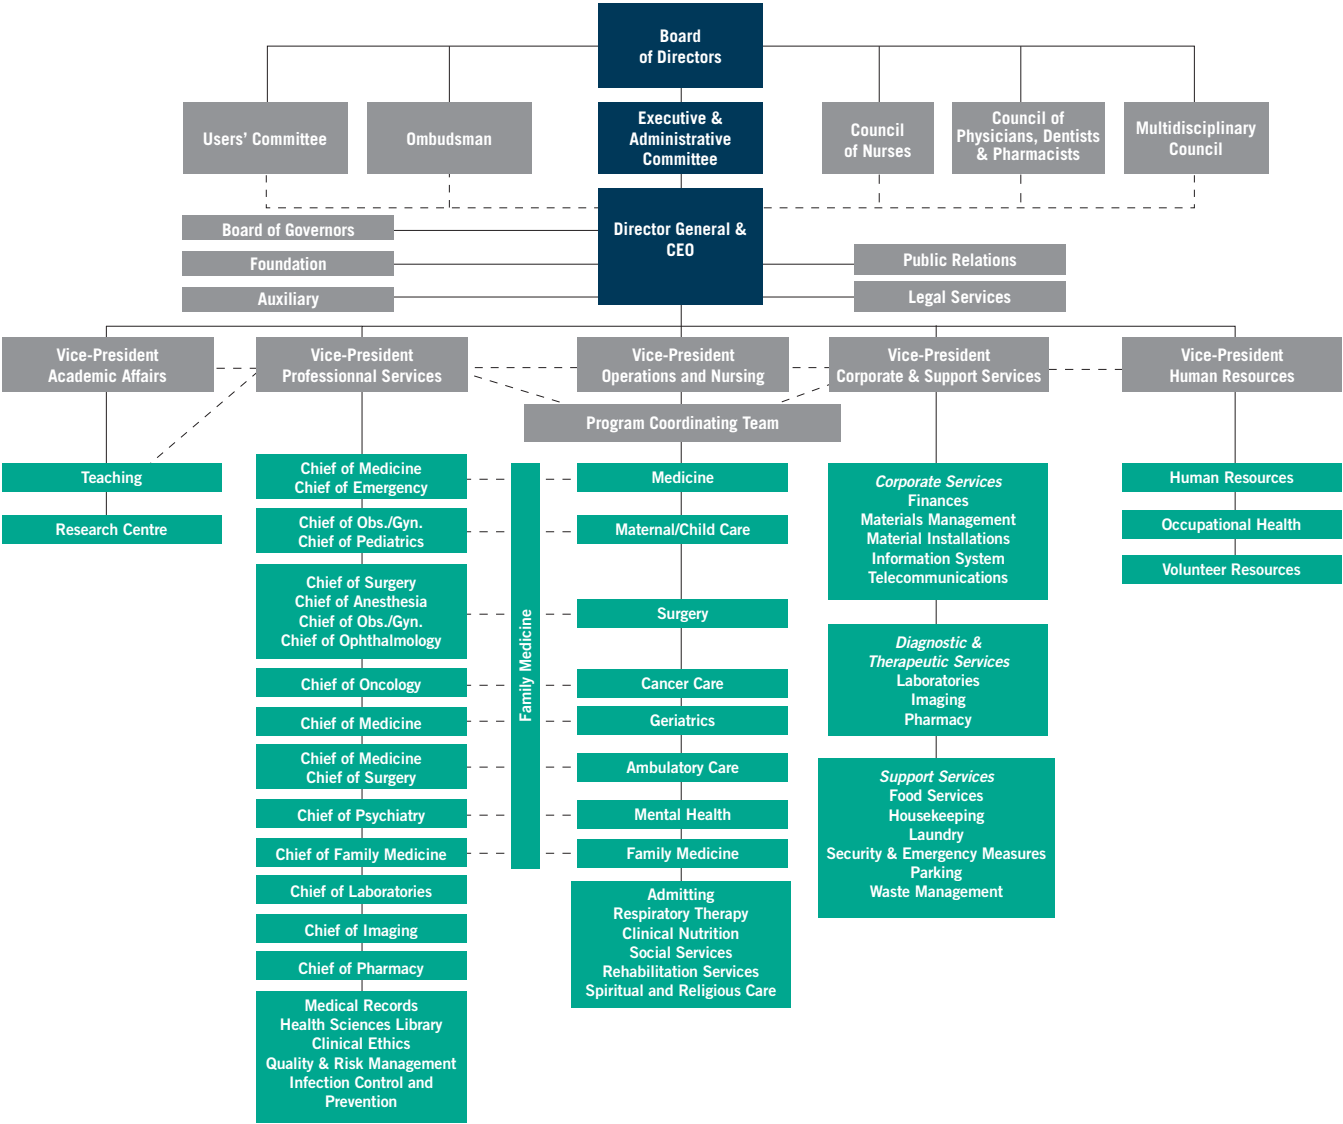 Board
of Directors
Users' Committee
Ombudsman
Executive &
Administrative
Committee
Council
of Nurses
Council of
Physicians, Dentists
& Pharmacists
Multidisciplinary
Council
Board of Governors
Foundation
Auxiliary
Director General &
CEO
Public Relations
Legal Services
Vice-President
Academic Affairs
Vice-President
Professionnal Services
Vice-President
Operations and Nursing
Vice-President
Corporate & Support Services
Vice-President
Human Resources
Program Coordinating Team
Teaching
Research Centre
Chief of Medicine
Chief of Emergency
Chief of Obs./Gyn.
Chief of Pediatrics
Chief of Surgery
Chief of Anesthesia
Chief of Obs./Gyn.
Chief of Ophthalmology
Chief of Oncology
Chief of Medicine
Chief of Medicine
Chief of Surgery
Chief of Psychiatry
Chief of Family Medicine
Chief of Laboratories
Chief of Imaging
Chief of Pharmacy
Medical Records
Health Sciences Library
Clinical Ethics
Quality & Risk Management
Infection Control and
Prevention
Family Medicine
Medicine
Maternal/Child Care
Surgery
Cancer Care
Geriatrics
Ambulatory Care
Mental Health
Family Medicine
Admitting
Respiratory Therapy
Clinical Nutrition
Social Services
Rehabilitation Services
Spiritual and Religious Care
Corporate Services
Finances
Materials Management
Material Installations
Information System
Telecommunications
Diagnostic &
Therapeutic Services
Laboratories
Imaging
Pharmacy
Support Services
Food Services
Housekeeping
Laundry
Security & Emergency Measures
Parking
Waste Management
Human Resources
Occupational Health
Volunteer Resources